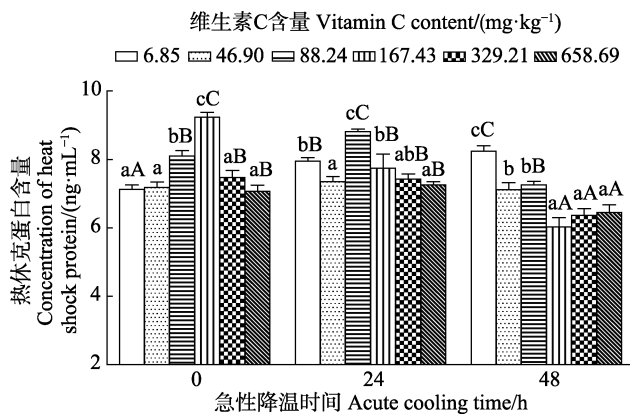 维生素C含量 Vitamin C content/(mg·kg⁻¹)
6.85 46.90 88.24 167.43 329.21 658.69
热休克蛋白含量
Concentration of heat
shock protein/(ng·mL⁻¹)
10
8
6
4
2
aA a bB cC aB aB
bB a cC bB abB aB
cC b bB aA aA aA
0 24 48
急性降温时间 Acute cooling time/h